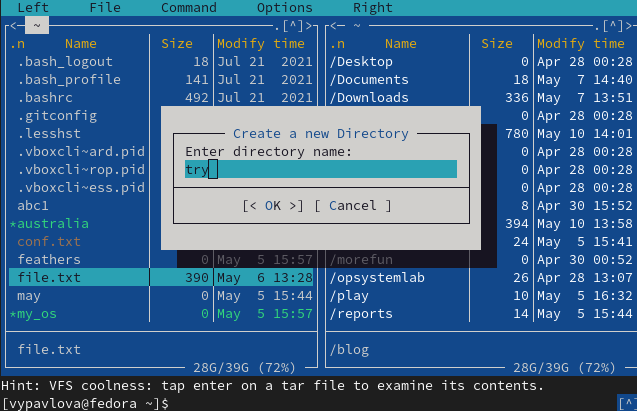 Left File Command Options Right
<─ ~ .[^]> <─ ~ .[^]>
.n Name Size Modify time .n Name Size Modify time
.bash_logout 18 Jul 21 2021 /Desktop 0 Apr 28 00:28
.bash_profile 141 Jul 21 2021 /Documents 18 May 7 14:40
.bashrc 492 Jul 21 2021 /Downloads 336 May 7 13:51
.gitconfig 0 Apr 28 00:28
.lesshst 780 May 10 14:01
Create a new Directory
.vboxcli~ard.pid Enter directory name: 0 Apr 28 00:28
.vboxcli~rop.pid try 0 Apr 28 00:28
.vboxcli~ess.pid 0 Apr 28 00:28
abc1 [< OK >] [ Cancel ] 8 Apr 30 15:52
*australia 394 May 10 13:58
conf.txt 24 May 5 15:41
feathers 0 May 5 15:57 /morefun 0 Apr 30 00:52
file.txt 390 May 6 13:28 /opsystemlab 26 Apr 28 13:07
may 0 May 5 15:44 /play 10 May 5 16:32
*my_os 0 May 5 15:57 /reports 14 May 5 15:44
file.txt /blog
28G/39G (72%) 28G/39G (72%)
Hint: VFS coolness: tap enter on a tar file to examine its contents.
[vypavlova@fedora ~]$ [^]